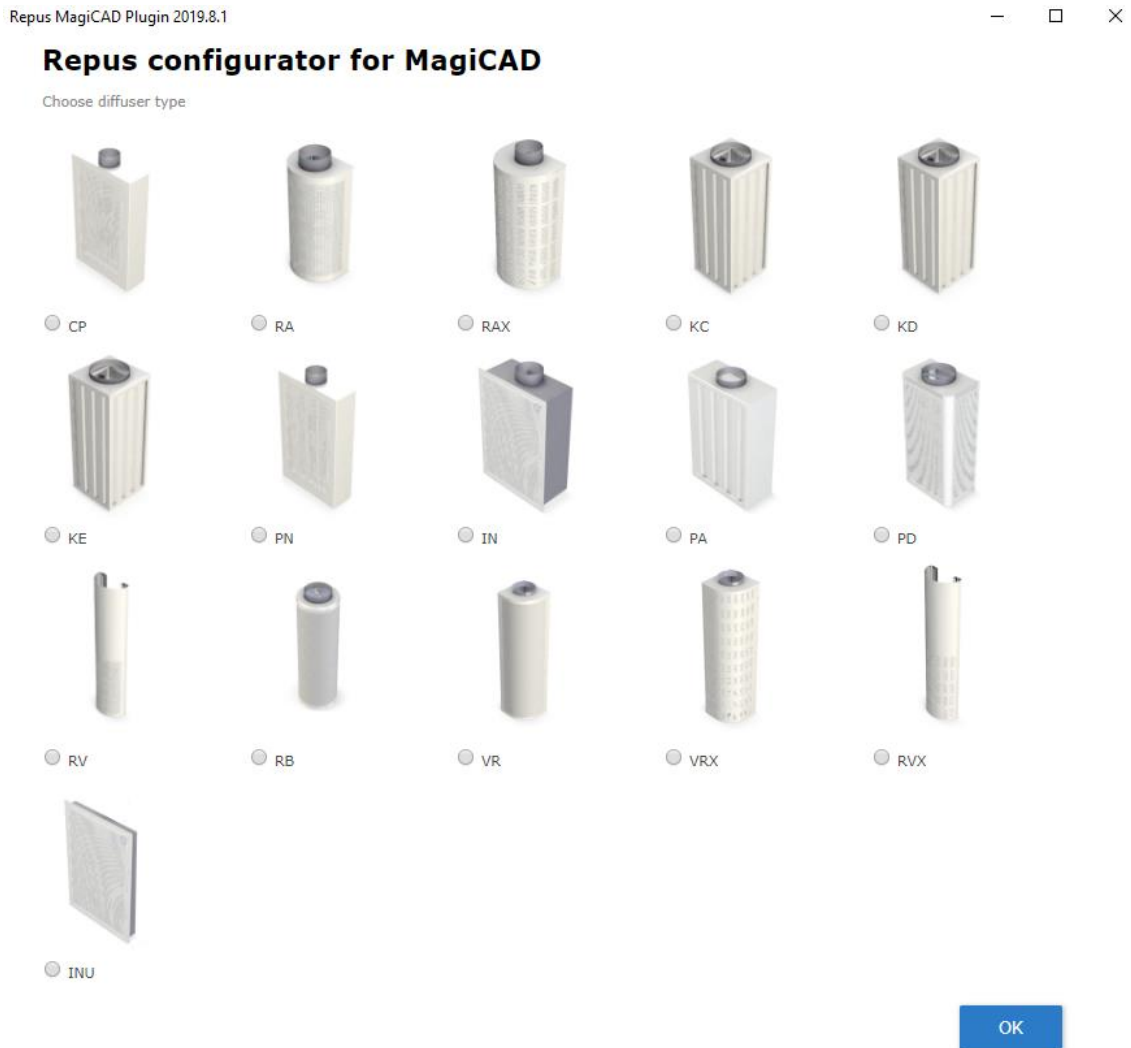 Repus MagiCAD Plugin 2019.8.1
Repus configurator for MagiCAD
Choose diffuser type
CP RA RAX KC KD
KE PN IN PA PD
RV RB VR VRX RVX
INU
OK